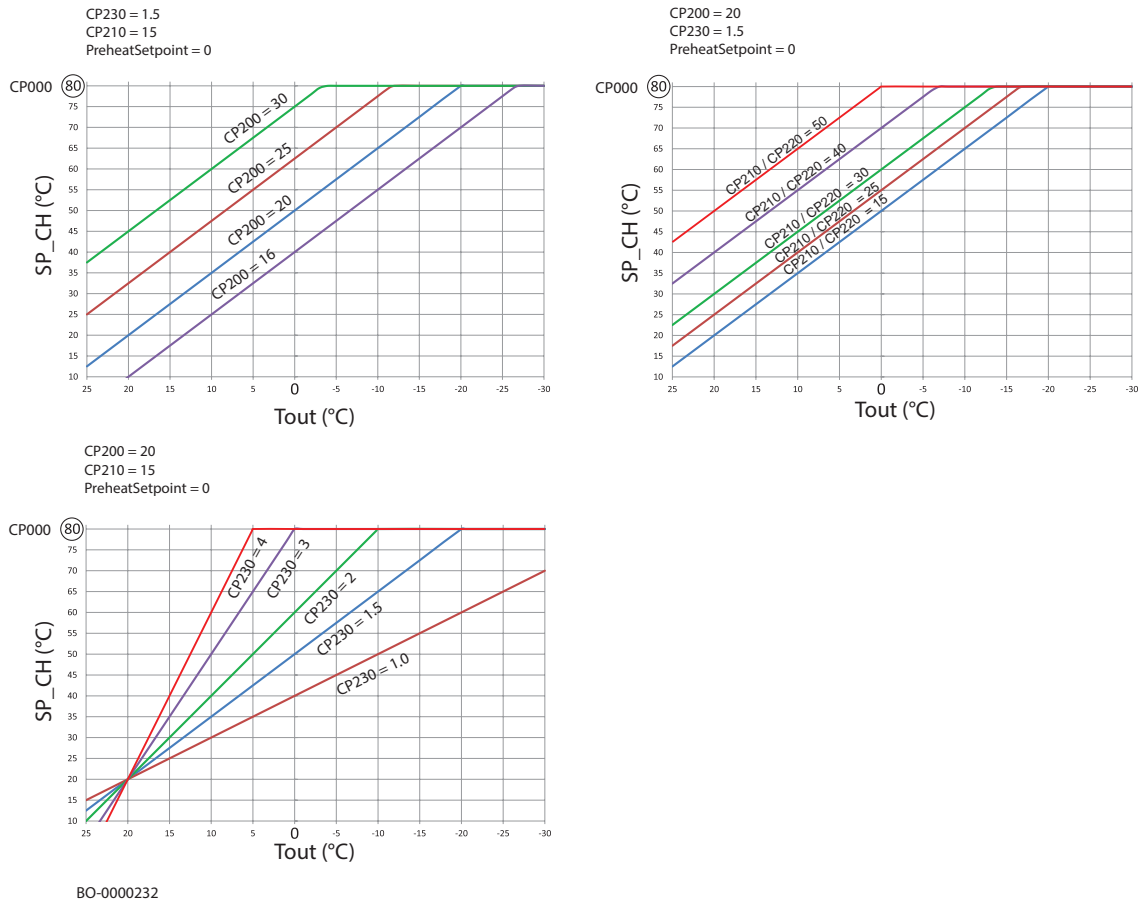 CP230 = 1.5
CP210 = 15
PreheatSetpoint = 0
CP000 80
75
70
65
60
55
50
45
40
35
30
25
20
15
10
SP_CH (°C)
CP200 = 30
CP200 = 25
CP200 = 20
CP200 = 16
25 20 15 10 5 0 -5 -10 -15 -20 -25 -30
Tout (°C)
CP200 = 20
CP230 = 1.5
PreheatSetpoint = 0
CP000 80
75
70
65
60
55
50
45
40
35
30
25
20
15
10
SP_CH (°C)
CP210 / CP220 = 50
CP210 / CP220 = 40
CP210 / CP220 = 30
CP210 / CP220 = 25
CP210 / CP220 = 15
25 20 15 10 5 0 -5 -10 -15 -20 -25 -30
Tout (°C)
CP200 = 20
CP210 = 15
PreheatSetpoint = 0
CP000 80
75
70
65
60
55
50
45
40
35
30
25
20
15
10
SP_CH (°C)
CP230 = 4
CP230 = 3
CP230 = 2
CP230 = 1.5
CP230 = 1.0
25 20 15 10 5 0 -5 -10 -15 -20 -25 -30
Tout (°C)
BO-0000232